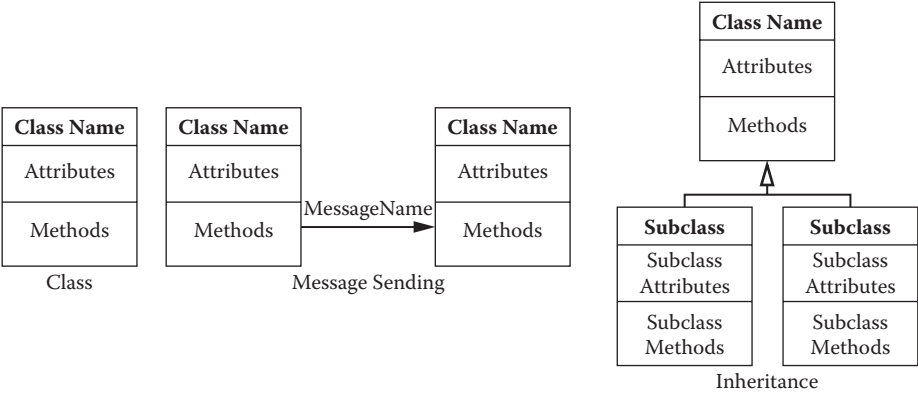 Class Name
Attributes
Methods
Class
Class Name
Attributes
Methods
MessageName
Class Name
Attributes
Methods
Message Sending
Class Name
Attributes
Methods
Subclass
Subclass
Attributes
Subclass
Methods
Subclass
Subclass
Attributes
Subclass
Methods
Inheritance